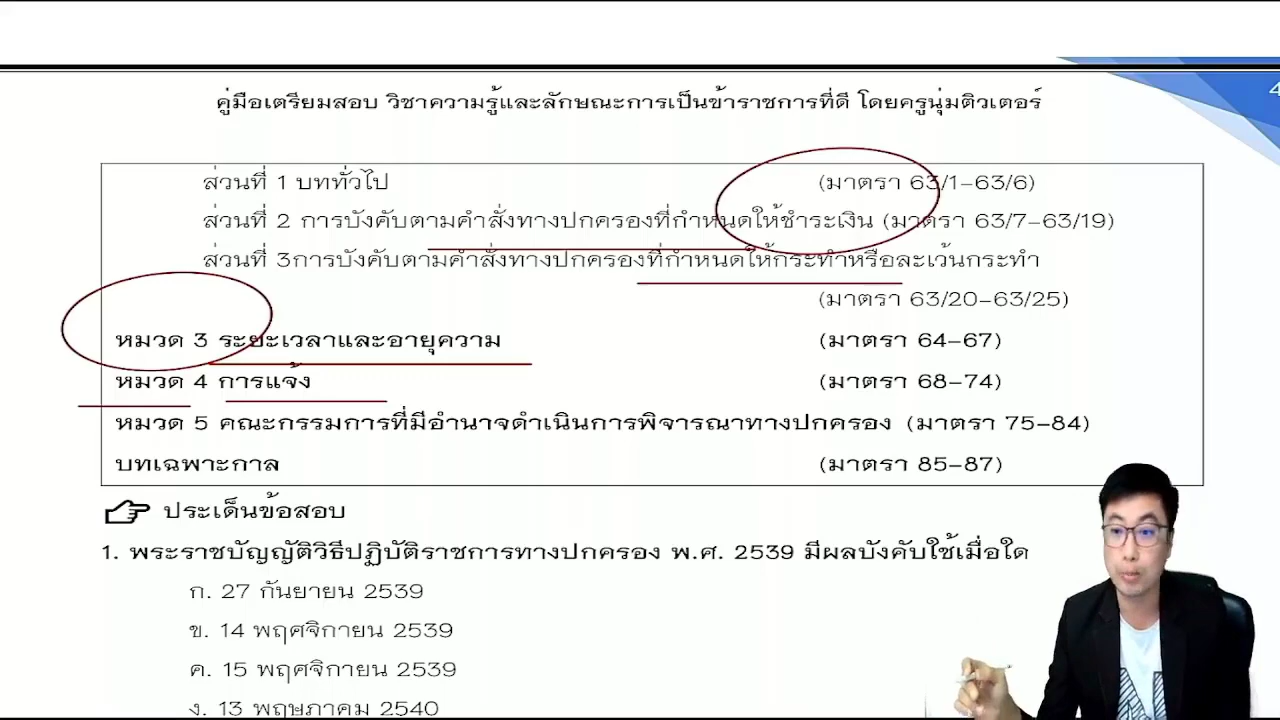 4
คู่มือเตรียมสอบ วิชาความรู้และลักษณะการเป็นข้าราชการที่ดี โดยครูนุ่มติวเตอร์
ส่วนที่ 1 บททั่วไป (มาตรา 63/1-63/6)
ส่วนที่ 2 การบังคับตามคำสั่งทางปกครองที่กำหนดให้ชำระเงิน (มาตรา 63/7-63/19)
ส่วนที่ 3การบังคับตามคำสั่งทางปกครองที่กำหนดให้กระทำหรือละเว้นกระทำ
(มาตรา 63/20-63/25)
หมวด 3 ระยะเวลาและอายุความ (มาตรา 64-67)
หมวด 4 การแจ้ง (มาตรา 68-74)
หมวด 5 คณะกรรมการที่มีอำนาจดำเนินการพิจารณาทางปกครอง (มาตรา 75-84)
บทเฉพาะกาล (มาตรา 85-87)
ประเด็นข้อสอบ
1. พระราชบัญญัติวิธีปฏิบัติราชการทางปกครอง พ.ศ. 2539 มีผลบังคับใช้เมื่อใด
ก. 27 กันยายน 2539
ข. 14 พฤศจิกายน 2539
ค. 15 พฤศจิกายน 2539
ง. 13 พฤษภาคม 2540